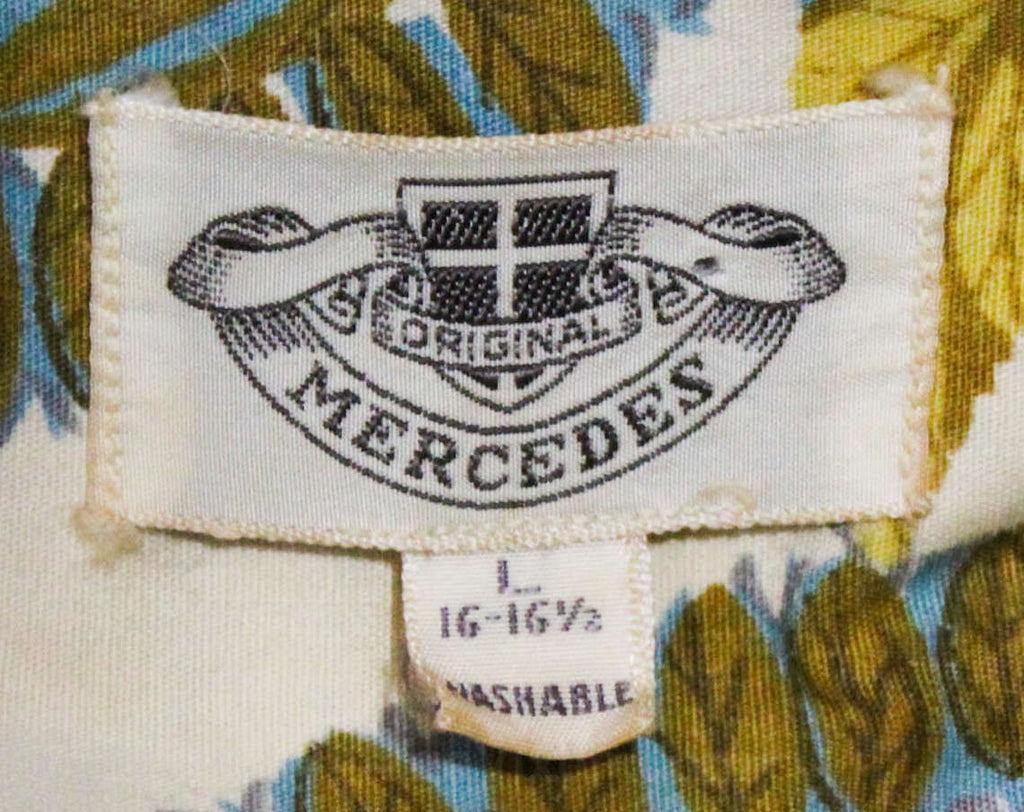 ORIGINAL
MERCEDES
L
16-16½
WASHABLE